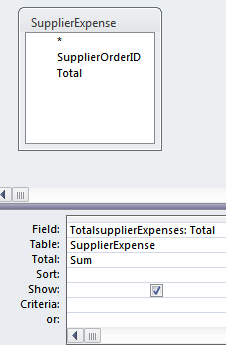 SupplierExpense
*
SupplierOrderID
Total
Field: TotalsupplierExpenses: Total
Table: SupplierExpense
Total: Sum
Sort:
Show:
Criteria:
or: